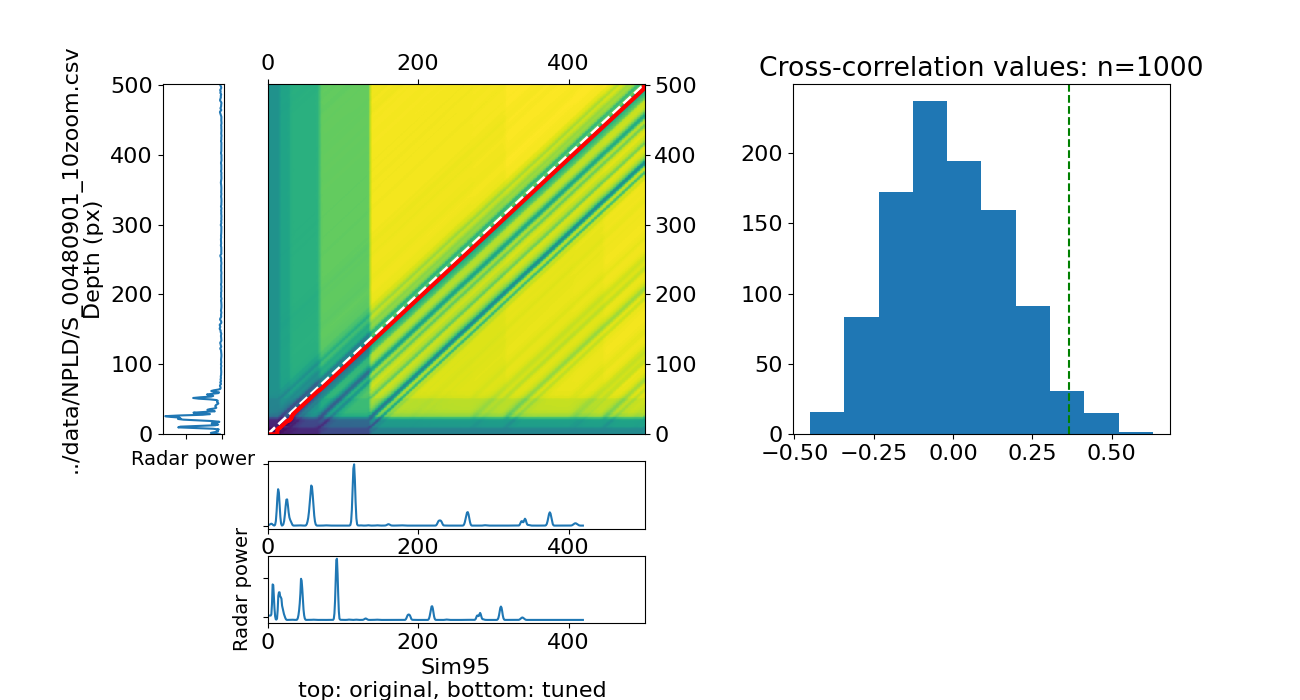 Cross-correlation values: n=1000
0 200 400
../data/NPLD/S_00480901_10zoom.csv
Depth (px)
500
400
300
200
100
0
500
400
300
200
100
0
200
150
100
50
0
−0.50 −0.25 0.00 0.25 0.50
Radar power
0 200 400
Radar power
0 200 400
Sim95
top: original, bottom: tuned